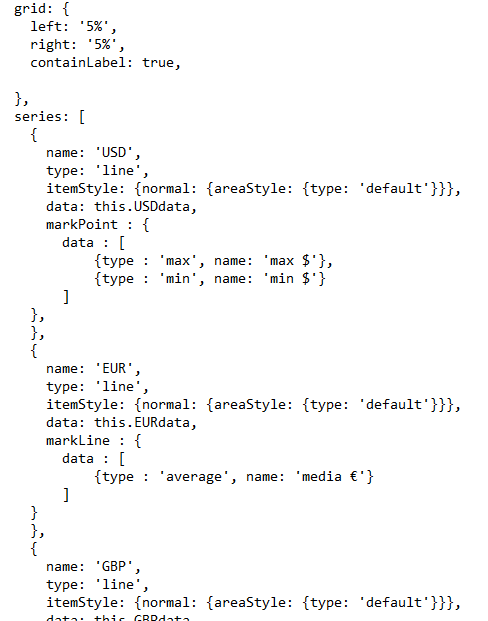 grid: {
left: '5%',
right: '5%',
containLabel: true,
},
series: [
{
name: 'USD',
type: 'line',
itemStyle: {normal: {areaStyle: {type: 'default'}}},
data: this.USDdata,
markPoint : {
data : [
{type : 'max', name: 'max $'},
{type : 'min', name: 'min $'}
]
},
},
{
name: 'EUR',
type: 'line',
itemStyle: {normal: {areaStyle: {type: 'default'}}},
data: this.EURdata,
markLine : {
data : [
{type : 'average', name: 'media €'}
]
}
},
{
name: 'GBP',
type: 'line',
itemStyle: {normal: {areaStyle: {type: 'default'}}},
data: this.GBPdata